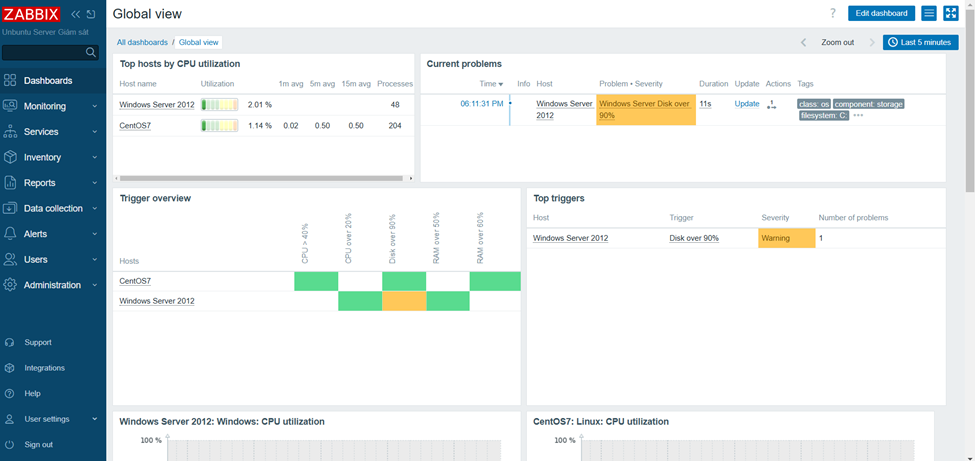 ZABBIX
Unbuntu Server Giám sát
Dashboards
Monitoring
Services
Inventory
Reports
Data collection
Alerts
Users
Administration
Support
Integrations
Help
User settings
Sign out
Global view
? Edit dashboard
All dashboards / Global view
Zoom out Last 5 minutes
Top hosts by CPU utilization
Host name Utilization 1m avg 5m avg 15m avg Processes
Windows Server 2012 2.01 % 48
CentOS7 1.14 % 0.02 0.50 0.50 204
Current problems
Time Info Host Problem • Severity Duration Update Actions Tags
06:11:31 PM Windows Server 2012 Windows Server Disk over 90% 11s Update 1 class: os component: storage
filesystem: C: •••
Trigger overview
Hosts CPU > 40% CPU over 20% Disk over 90% RAM over 50% RAM over 60%
CentOS7
Windows Server 2012
Top triggers
Host Trigger Severity Number of problems
Windows Server 2012 Disk over 90% Warning 1
Windows Server 2012: Windows: CPU utilization
100 %
CentOS7: Linux: CPU utilization
100 %